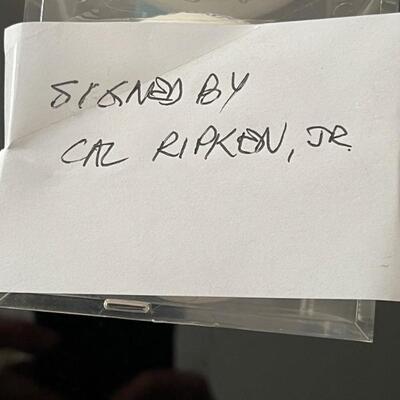 SIGNED BY
CAL RIPKEN, JR.